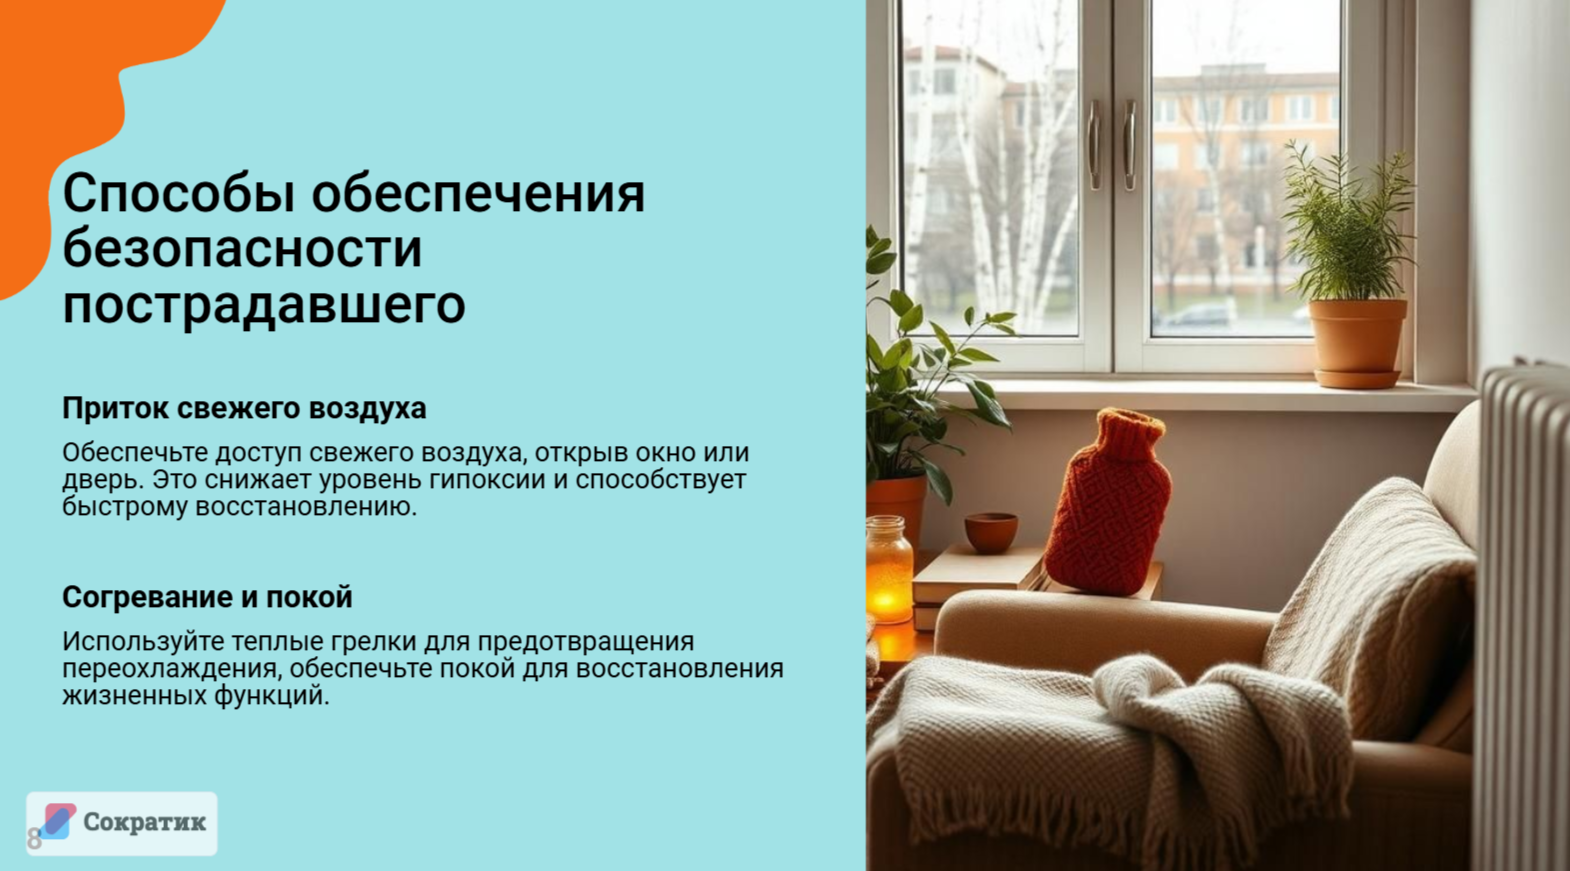 Способы обеспечения
безопасности
пострадавшего
Приток свежего воздуха
Обеспечьте доступ свежего воздуха, открыв окно или
дверь. Это снижает уровень гипоксии и способствует
быстрому восстановлению.
Согревание и покой
Используйте теплые грелки для предотвращения
переохлаждения, обеспечьте покой для восстановления
жизненных функций.
8
Сократик